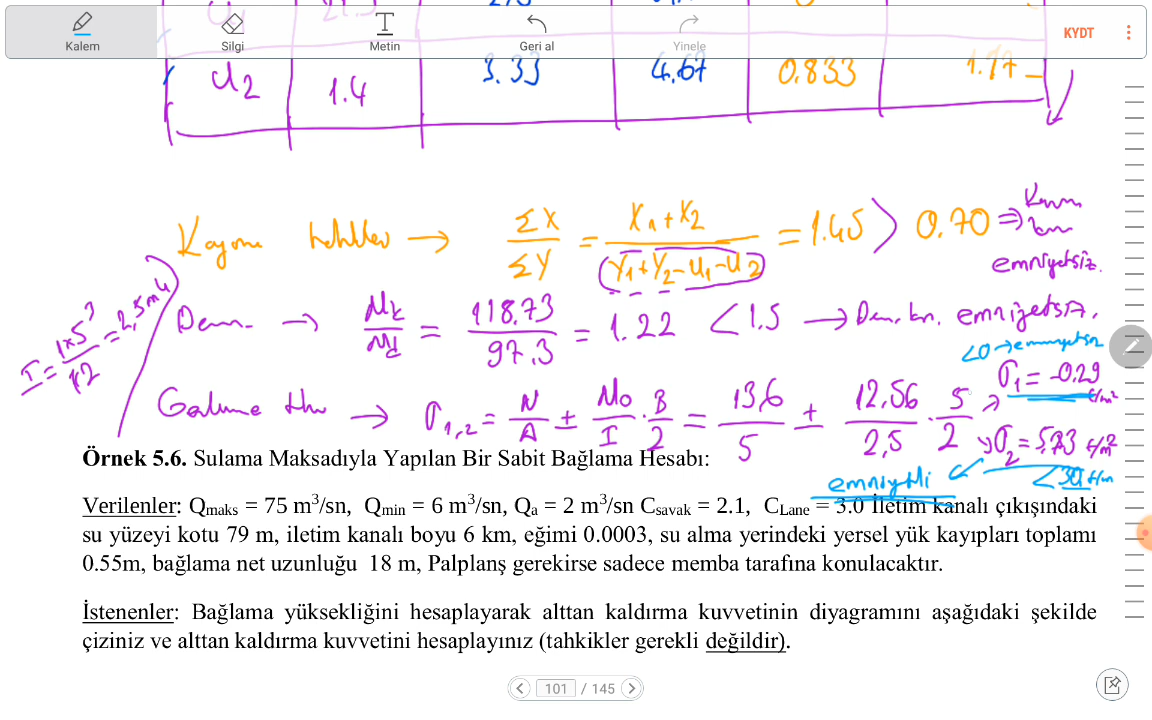 Kalem Silgi Metin Geri al Yinele KYDT
U2 1.4 3.33 4.67 0.833 1.17
Kayma tahkiki → ΣX/ΣY = (X1+X2)/(Y1+Y2-U1-U2) = 1.45 > 0.70 ⇒
emniyetsiz.
I = 1x5³/12 = 2,5 m4
Dev. → Mk/Md = 118.73/97.3 = 1.22 < 1.5 → Dev. emniyetsiz.
<0 → emniyetsiz
Gerilme → σ1,2 = N/A ± Mo/I · B/2 = 13,6/5 ± 12,56/2,5 · 5/2
σ1 = -0.29 t/m²
σ2 = 5,73 t/m²
emniyetli < 30 t/m
Örnek 5.6. Sulama Maksadıyla Yapılan Bir Sabit Bağlama Hesabı:
Verilenler: Qmaks = 75 m³/sn, Qmin = 6 m³/sn, Qa = 2 m³/sn Csavak = 2.1, CLane = 3.0 İletim kanalı çıkışındaki
su yüzeyi kotu 79 m, iletim kanalı boyu 6 km, eğimi 0.0003, su alma yerindeki yersel yük kayıpları toplamı
0.55m, bağlama net uzunluğu 18 m, Palplanş gerekirse sadece memba tarafına konulacaktır.
İstenenler: Bağlama yüksekliğini hesaplayarak alttan kaldırma kuvvetinin diyagramını aşağıdaki şekilde
çiziniz ve alttan kaldırma kuvvetini hesaplayınız (tahkikler gerekli değildir).
101 / 145